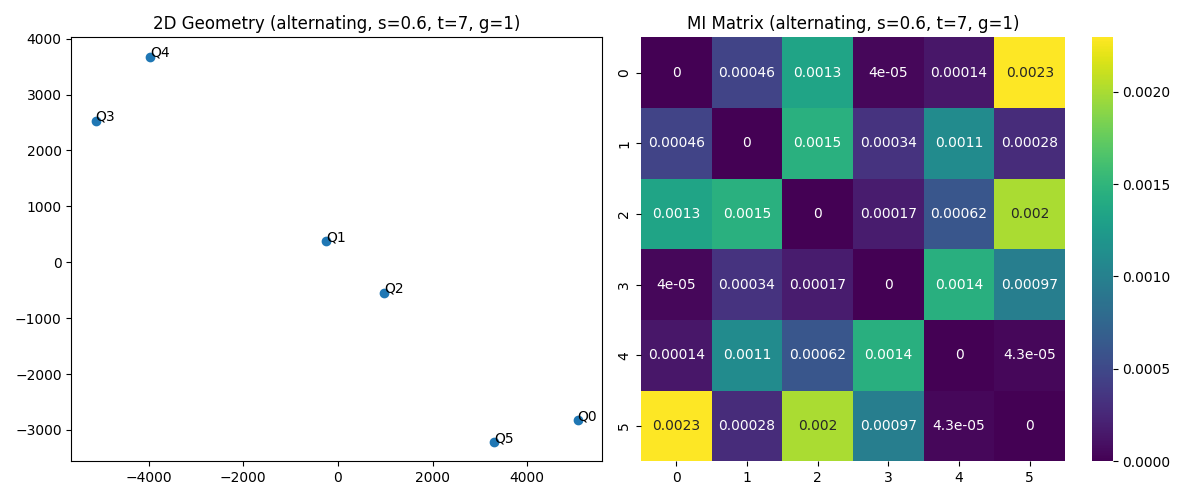 2D Geometry (alternating, s=0.6, t=7, g=1)
4000
3000
2000
1000
0
−1000
−2000
−3000
−4000
−2000
0
2000
4000
Q4
Q3
Q1
Q2
Q0
Q5
MI Matrix (alternating, s=0.6, t=7, g=1)
0 0 0.00046 0.0013 4e-05 0.00014 0.0023
1 0.00046 0 0.0015 0.00034 0.0011 0.00028
2 0.0013 0.0015 0 0.00017 0.00062 0.002
3 4e-05 0.00034 0.00017 0 0.0014 0.00097
4 0.00014 0.0011 0.00062 0.0014 0 4.3e-05
5 0.0023 0.00028 0.002 0.00097 4.3e-05 0
0 1 2 3 4 5
0.0020
0.0015
0.0010
0.0005
0.0000